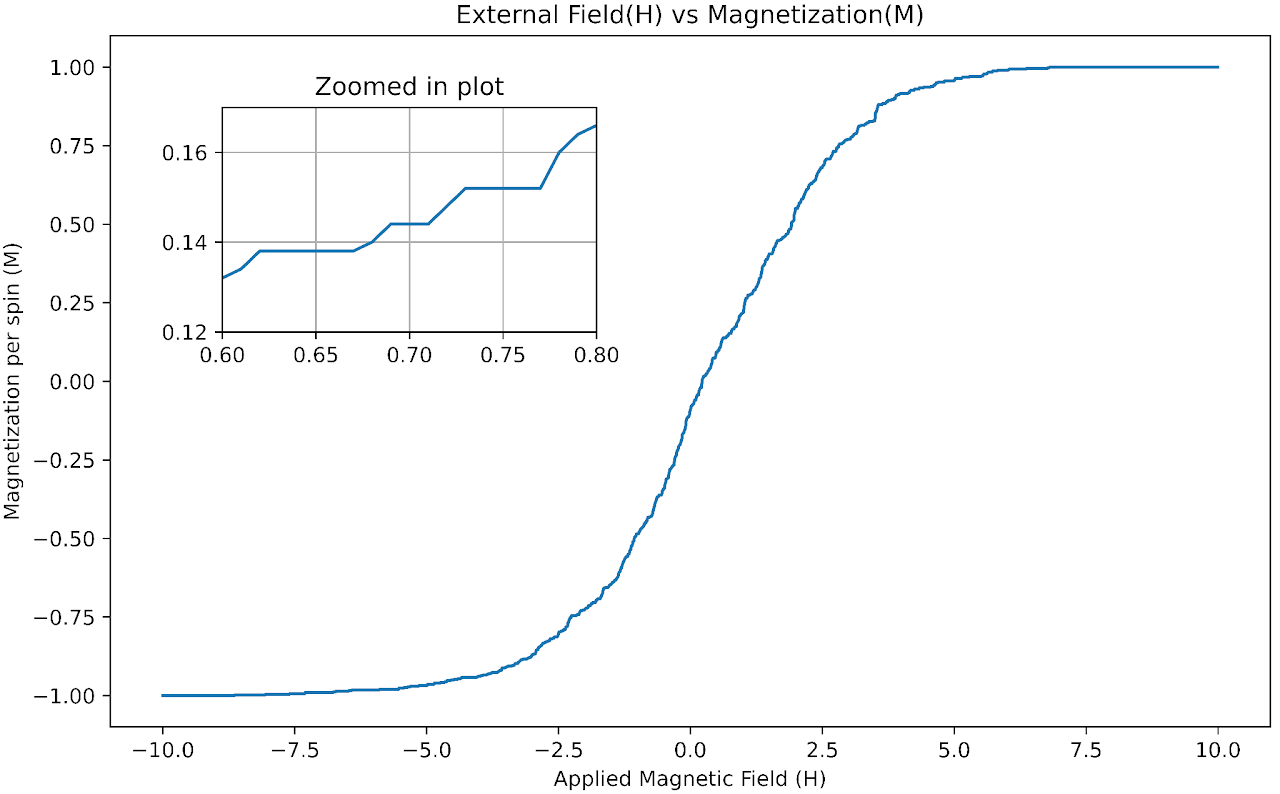 External Field(H) vs Magnetization(M)
Zoomed in plot
0.16
0.14
0.12
0.60 0.65 0.70 0.75 0.80
1.00
0.75
0.50
0.25
0.00
−0.25
−0.50
−0.75
−1.00
Magnetization per spin (M)
−10.0 −7.5 −5.0 −2.5 0.0 2.5 5.0 7.5 10.0
Applied Magnetic Field (H)